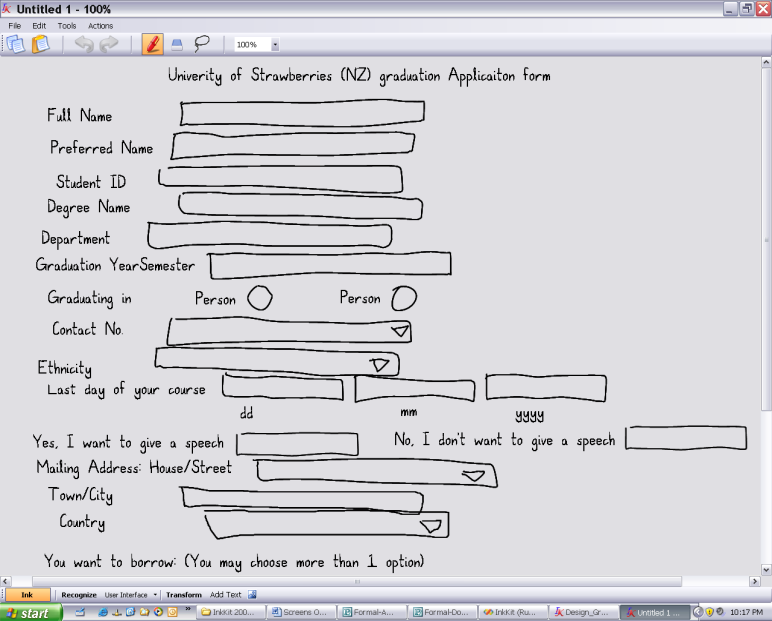 Untitled 1 - 100%
File Edit Tools Actions
100%
Univerity of Strawberries (NZ) graduation Applicaiton form
Full Name
Preferred Name
Student ID
Degree Name
Department
Graduation YearSemester
Graduating in Person Person
Contact No.
Ethnicity
Last day of your course
dd mm yyyy
Yes, I want to give a speech No, I don't want to give a speech
Mailing Address: House/Street
Town/City
Country
You want to borrow: (You may choose more than 1 option)
Ink Recognize User Interface Transform Add Text
start InkKit 200... Screens O... Formal-A... Formal-Do... InkKit (Ru... Design_Gr... Untitled 1 ... 10:17 PM